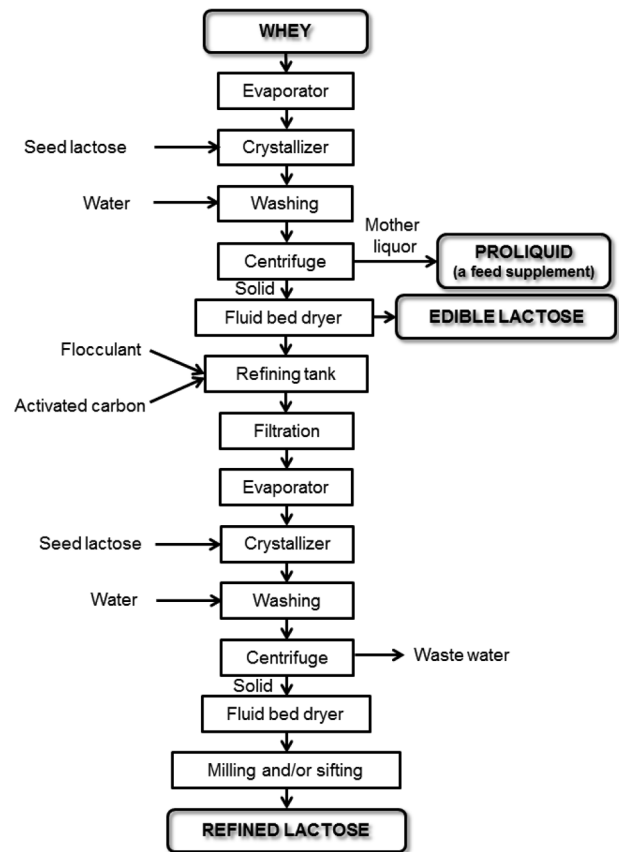 WHEY
Evaporator
Seed lactose
Crystallizer
Water
Washing
Mother
liquor
Centrifuge
PROLIQUID
(a feed supplement)
Solid
Fluid bed dryer
EDIBLE LACTOSE
Flocculant
Refining tank
Activated carbon
Filtration
Evaporator
Seed lactose
Crystallizer
Water
Washing
Centrifuge
Waste water
Solid
Fluid bed dryer
Milling and/or sifting
REFINED LACTOSE